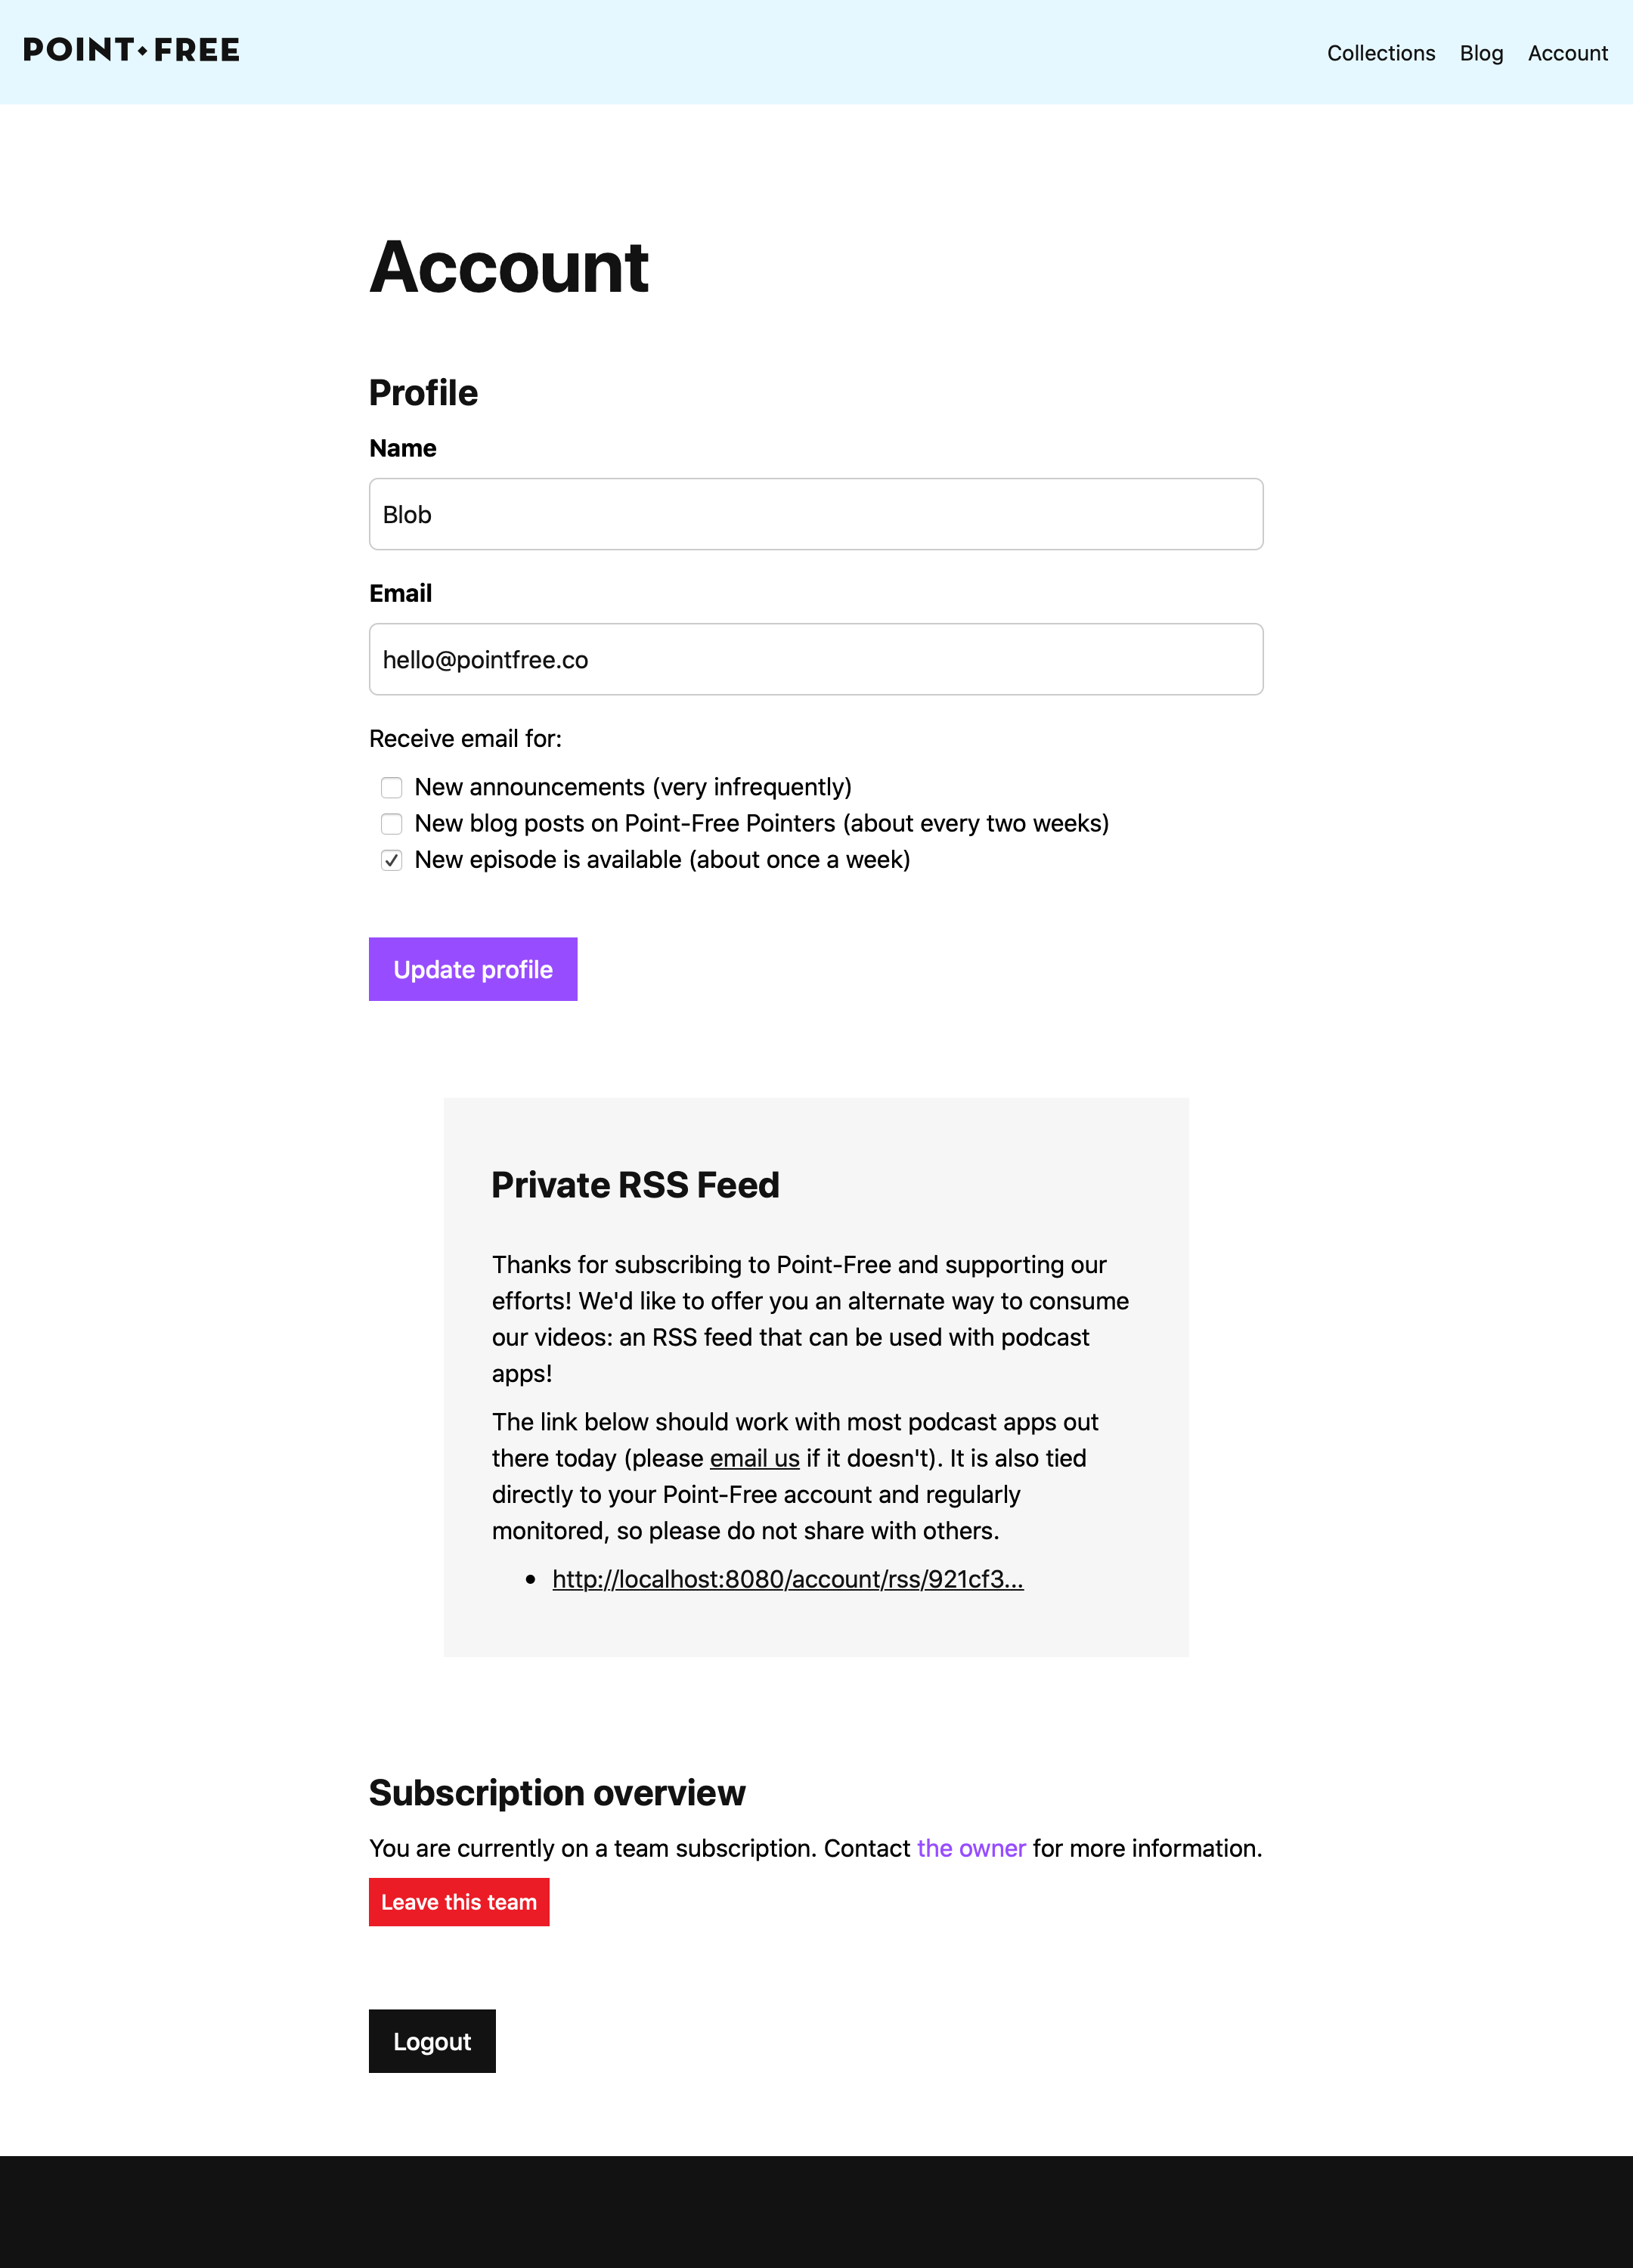 POINT⬥FREE
Collections Blog Account
Account
Profile
Name
Blob
Email
hello@pointfree.co
Receive email for:
New announcements (very infrequently)
New blog posts on Point-Free Pointers (about every two weeks)
New episode is available (about once a week)
Update profile
Private RSS Feed
Thanks for subscribing to Point-Free and supporting our
efforts! We'd like to offer you an alternate way to consume
our videos: an RSS feed that can be used with podcast
apps!
The link below should work with most podcast apps out
there today (please email us if it doesn't). It is also tied
directly to your Point-Free account and regularly
monitored, so please do not share with others.
• http://localhost:8080/account/rss/921cf3...
Subscription overview
You are currently on a team subscription. Contact the owner for more information.
Leave this team
Logout